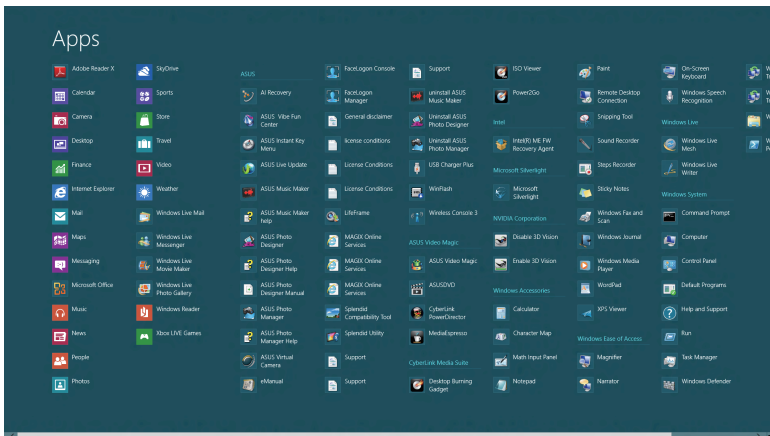 Apps
Adobe Reader X
Calendar
Camera
Desktop
Finance
Internet Explorer
Mail
Maps
Messaging
Microsoft Office
Music
News
People
Photos
SkyDrive
Sports
Store
Travel
Video
Weather
Windows Live Mail
Windows Live
Messenger
Windows Live
Movie Maker
Windows Live
Photo Gallery
Windows Reader
Xbox LIVE Games
ASUS
AI Recovery
ASUS Vibe Fun
Center
ASUS Instant Key
Menu
ASUS Live Update
ASUS Music Maker
ASUS Music Maker
help
ASUS Photo
Designer
ASUS Photo
Designer Help
ASUS Photo
Designer Manual
ASUS Photo
Manager
ASUS Photo
Manager Help
ASUS Virtual
Camera
eManual
FaceLogon Console
FaceLogon
Manager
General disclaimer
license conditions
License Conditions
License Conditions
LifeFrame
MAGIX Online
Services
MAGIX Online
Services
MAGIX Online
Services
Splendid
Compatibility Tool
Splendid Utility
Support
Support
Support
uninstall ASUS
Music Maker
Uninstall ASUS
Photo Designer
Uninstall ASUS
Photo Manager
USB Charger Plus
WinFlash
Wireless Console 3
ASUS Video Magic
ASUS Video Magic
ASUSDVD
CyberLink
PowerDirector
MediaEspresso
CyberLink Media Suite
Desktop Burning
Gadget
ISO Viewer
Power2Go
Intel
Intel(R) ME FW
Recovery Agent
Microsoft Silverlight
Microsoft
Silverlight
NVIDIA Corporation
Disable 3D Vision
Enable 3D Vision
Windows Accessories
Calculator
Character Map
Math Input Panel
Notepad
Paint
Remote Desktop
Connection
Snipping Tool
Sound Recorder
Steps Recorder
Sticky Notes
Windows Fax and
Scan
Windows Journal
Windows Media
Player
WordPad
XPS Viewer
Windows Ease of Access
Magnifier
Narrator
On-Screen
Keyboard
Windows Speech
Recognition
Windows Live
Windows Live
Mesh
Windows Live
Writer
Windows System
Command Prompt
Computer
Control Panel
Default Programs
Help and Support
Run
Task Manager
Windows Defender